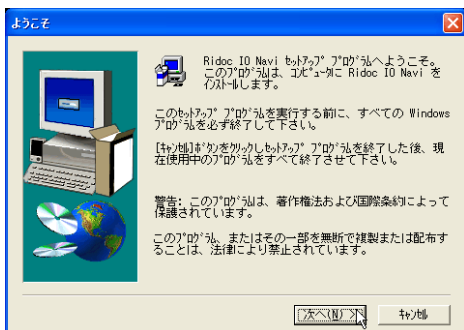 ようこそ
Ridoc IO Navi ｾｯﾄｱｯﾌﾟ ﾌﾟﾛｸﾞﾗﾑへようこそ。
このﾌﾟﾛｸﾞﾗﾑは、ｺﾝﾋﾟｭｰﾀに Ridoc IO Navi を
ｲﾝｽﾄｰﾙします。
このｾｯﾄｱｯﾌﾟ ﾌﾟﾛｸﾞﾗﾑを実行する前に、すべての Windows
ﾌﾟﾛｸﾞﾗﾑを必ず終了して下さい。
[ｷｬﾝｾﾙ]ﾎﾞﾀﾝをｸﾘｯｸしｾｯﾄｱｯﾌﾟ ﾌﾟﾛｸﾞﾗﾑを終了した後、現
在使用中のﾌﾟﾛｸﾞﾗﾑをすべて終了させて下さい。
警告: このﾌﾟﾛｸﾞﾗﾑは、著作権法および国際条約によって
保護されています。
このﾌﾟﾛｸﾞﾗﾑ、またはその一部を無断で複製または配布す
ることは、法律により禁止されています。
次へ(N) >
ｷｬﾝｾﾙ